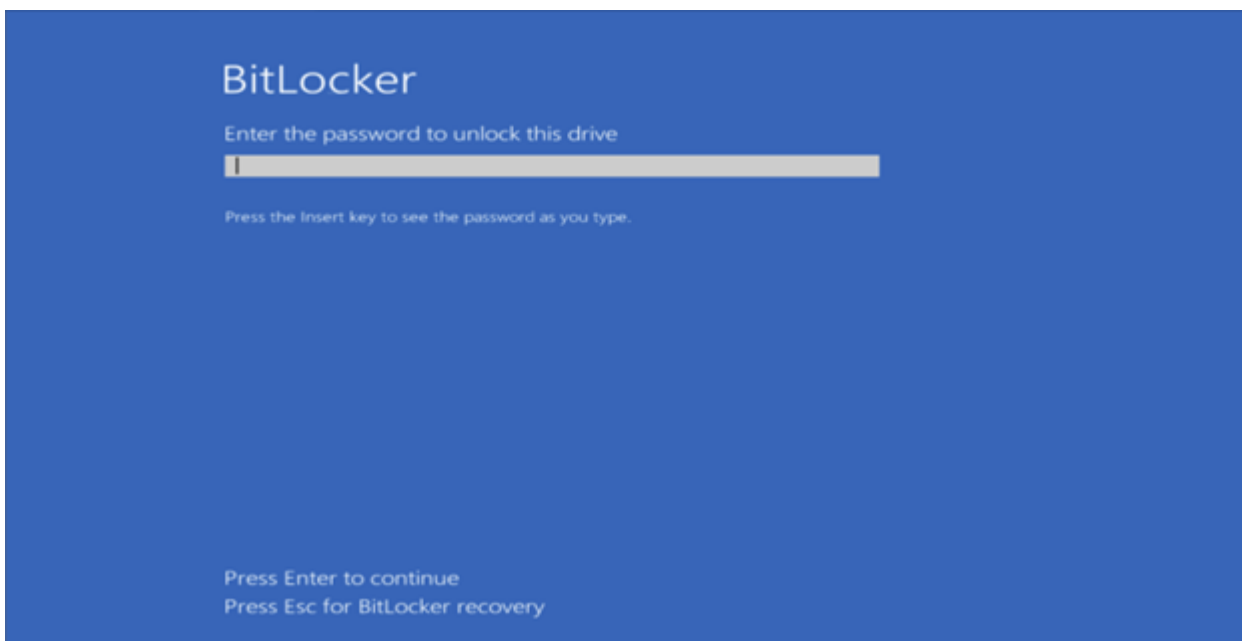 BitLocker
Enter the password to unlock this drive
Press the Insert key to see the password as you type.
Press Enter to continue
Press Esc for BitLocker recovery